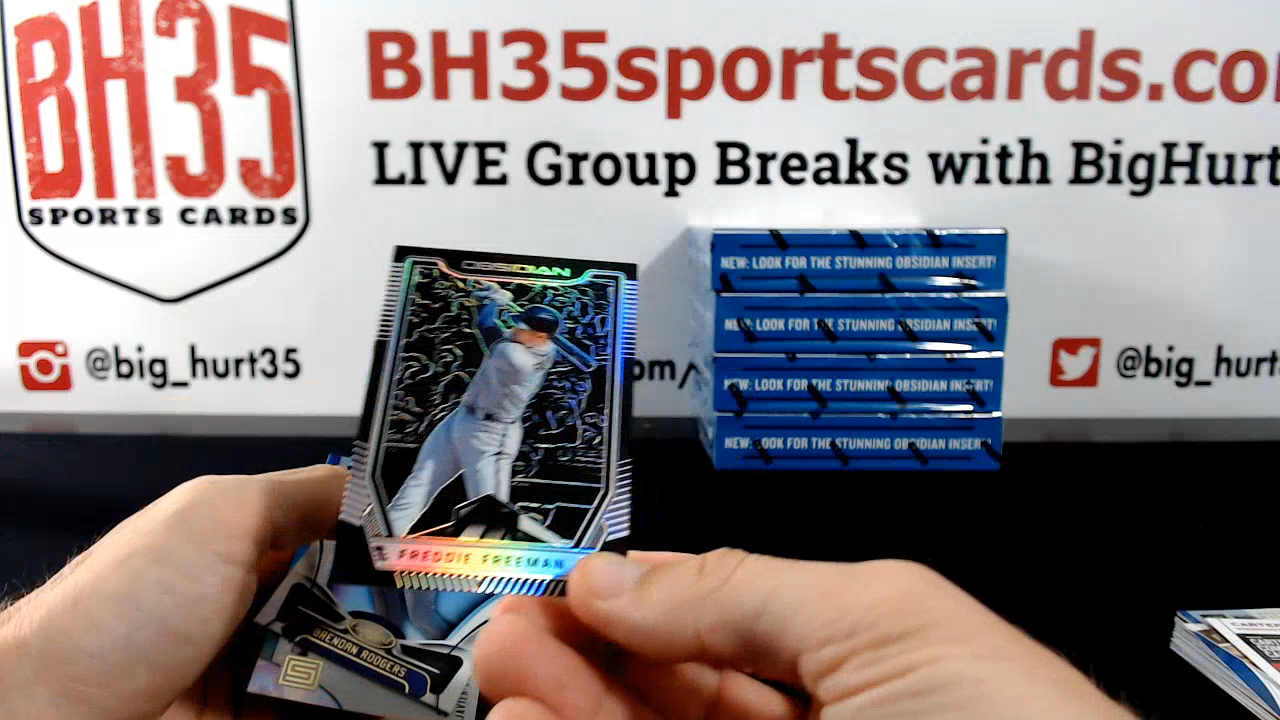 BH35
SPORTS CARDS
BH35sportscards.co
LIVE Group Breaks with BigHurt
@big_hurt35
@big_hurt
NEW: LOOK FOR THE STUNNING OBSIDIAN INSERT!
NEW: LOOK FOR THE STUNNING OBSIDIAN INSERT!
NEW: LOOK FOR THE STUNNING OBSIDIAN INSERT!
NEW: LOOK FOR THE STUNNING OBSIDIAN INSERT!
OBSIDIAN
FREDDIE FREEMAN
BRENDAN RODGERS
JAVIER
CARTER